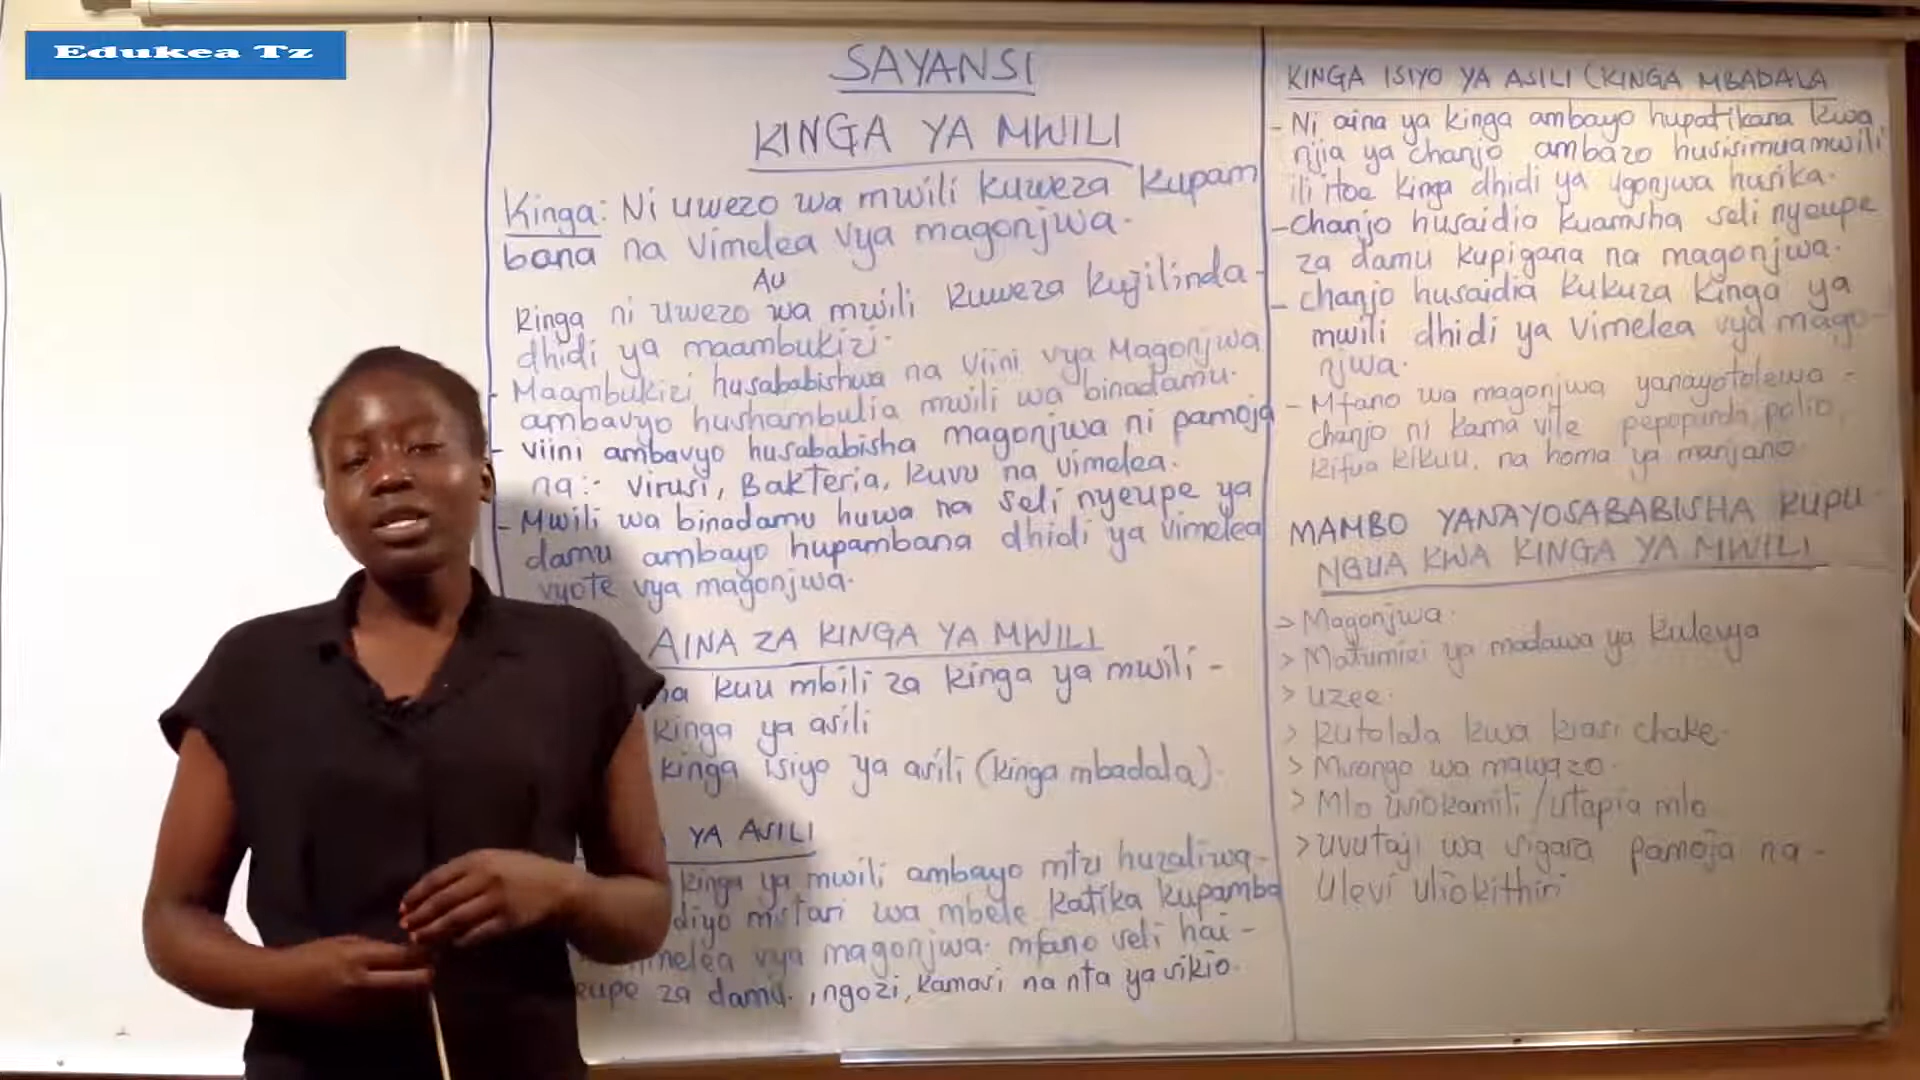 Edukea Tz
SAYANSI
KINGA YA MWILI
Kinga: Ni uwezo wa mwili kuweza kupam
bana na vimelea vya magonjwa.
Au
kinga ni uwezo wa mwili kuweza kujilinda-
dhidi ya maambukizi.
- Maambukizi husababishwa na viini vya Magonjwa
ambavyo hushambulia mwili wa binadamu.
- viini ambavyo husababisha magonjwa ni pamoja
na:- virusi, Bakteria, kuvu na vimelea.
- Mwili wa binadamu huwa na seli nyeupe ya
damu ambayo hupambana dhidi ya vimelea
vyote vya magonjwa.
AINA ZA KINGA YA MWILI
kuu mbili za kinga ya mwili -
kinga ya asili
kinga isiyo ya asili (kinga mbadala).
YA ASILI
kinga ya mwili ambayo mtu huzaliwa-
mstari wa mbele katika kupamba
vya magonjwa. mfano seli hai-
za damu, ngozi, kamasi na nta ya sikio.
KINGA ISIYO YA ASILI (KINGA MBADALA
- Ni aina ya kinga ambayo hupatikana kwa
njia ya chanjo ambazo husisimua mwili
ili itoe kinga dhidi ya ugonjwa husika.
- chanjo husaidia kuamsha seli nyeupe
za damu kupigana na magonjwa.
- chanjo husaidia kukuza kinga ya
mwili dhidi ya vimelea vya mago-
njwa.
- Mfano wa magonjwa yanayotolewa -
chanjo ni kama vile pepopunda, polio,
kifua kikuu, na homa ya manjano.
MAMBO YANAYOSABABISHA KUPU-
NGUA KWA KINGA YA MWILI
> Magonjwa.
> Matumizi ya madawa ya kulevya
> Uzee.
> kutolala kwa kiasi chake.
> Msongo wa mawazo.
> Mlo usiokamili /utapia mlo
> Uvutaji wa sigara pamoja na -
Ulevi uliokithiri